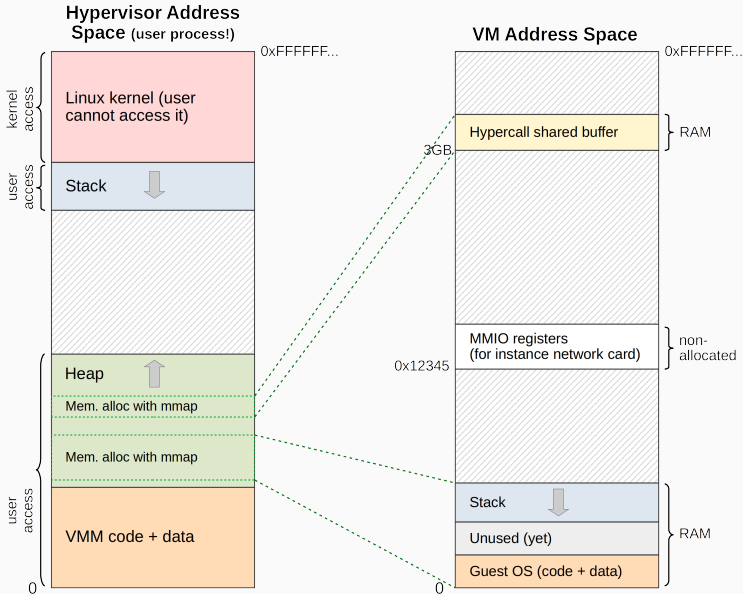 Hypervisor Address
Space (user process!)
0xFFFFFF...
kernel
access
Linux kernel (user
cannot access it)
user
access
Stack
Heap
Mem. alloc with mmap
Mem. alloc with mmap
user
access
VMM code + data
0
VM Address Space
0xFFFFFF...
Hypercall shared buffer
RAM
3GB
MMIO registers
(for instance network card)
non-
allocated
0x12345
Stack
Unused (yet)
RAM
Guest OS (code + data)
0